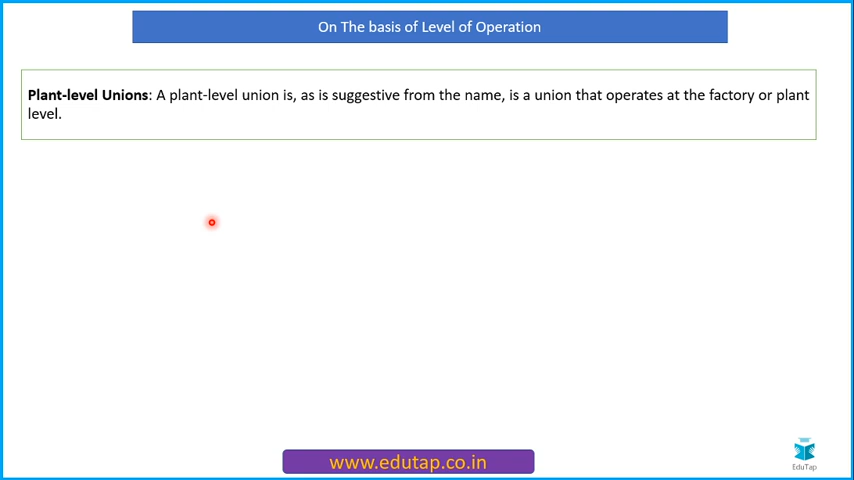 On The basis of Level of Operation
Plant-level Unions: A plant-level union is, as is suggestive from the name, is a union that operates at the factory or plant
level.
www.edutap.co.in
EduTap